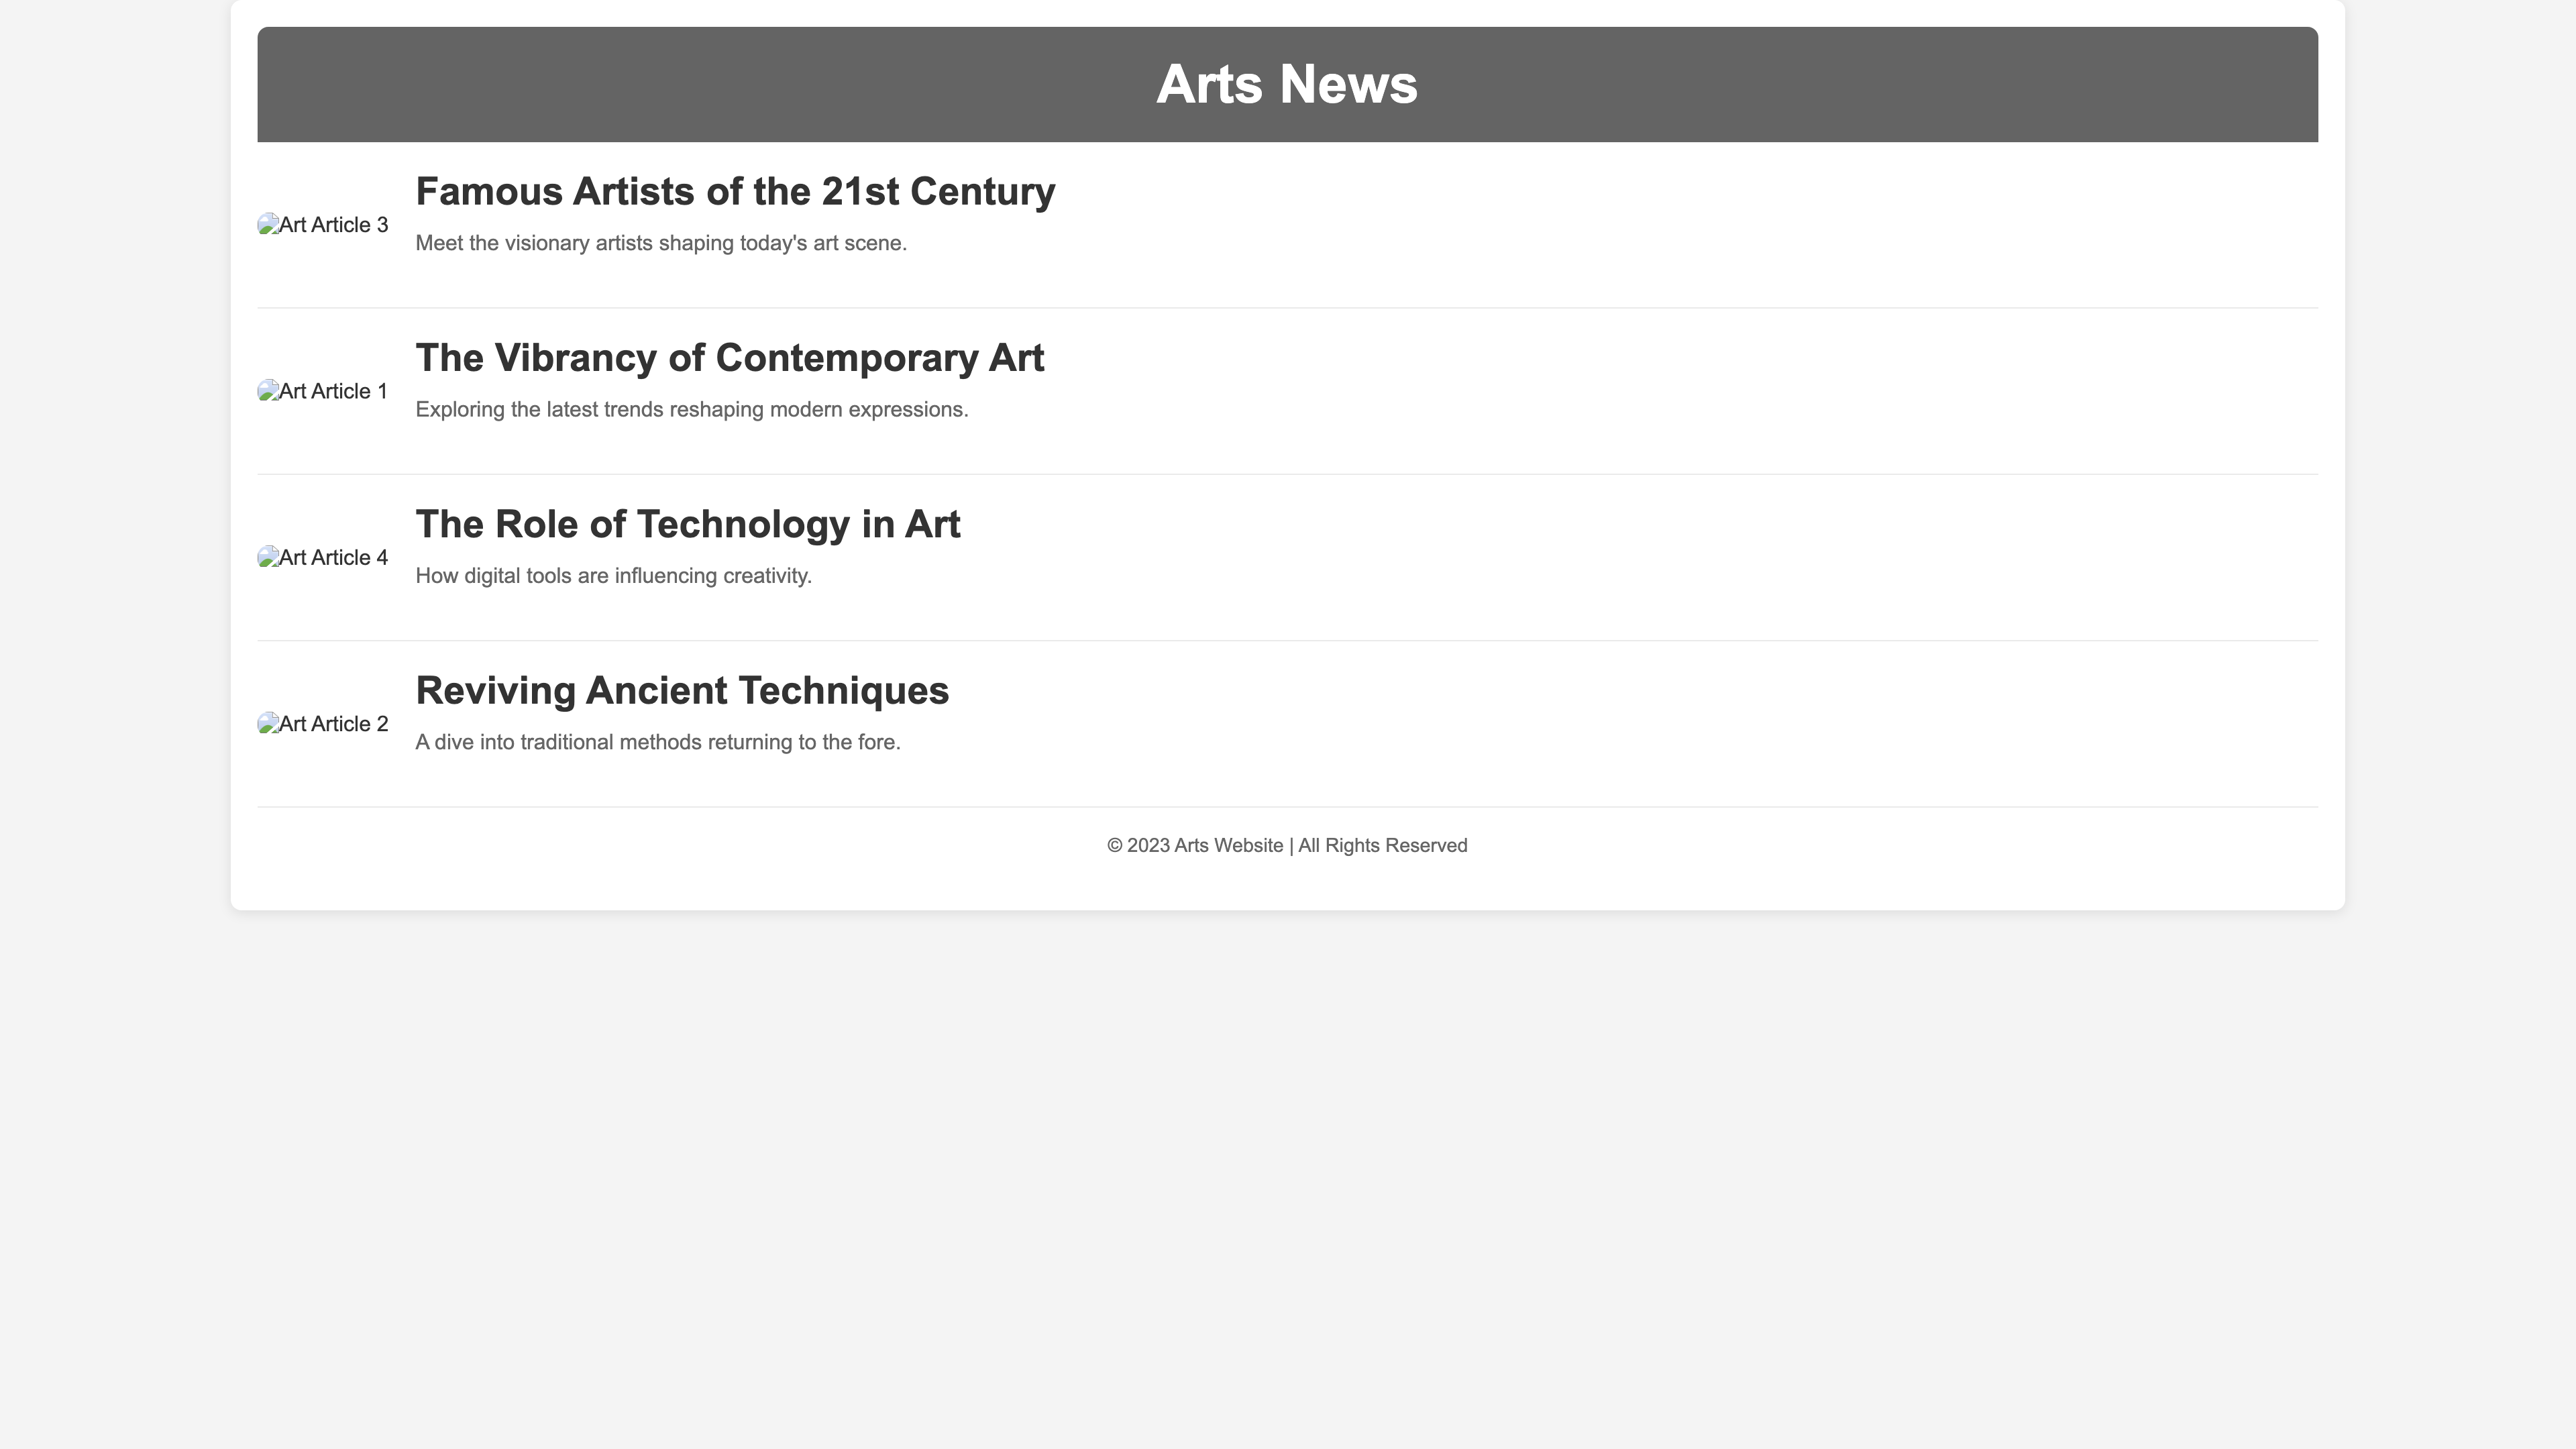 Arts News
Art Article 3
Famous Artists of the 21st Century
Meet the visionary artists shaping today's art scene.
Art Article 1
The Vibrancy of Contemporary Art
Exploring the latest trends reshaping modern expressions.
Art Article 4
The Role of Technology in Art
How digital tools are influencing creativity.
Art Article 2
Reviving Ancient Techniques
A dive into traditional methods returning to the fore.
© 2023 Arts Website | All Rights Reserved